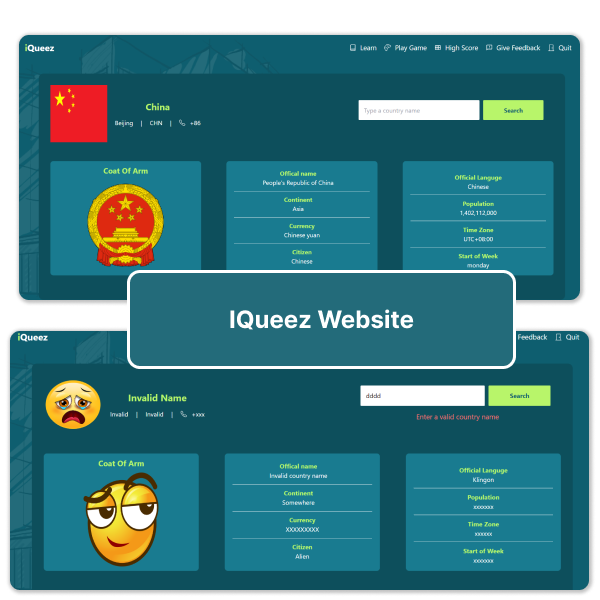 iQueez
Learn Play Game High Score Give Feedback Quit
China
Beijing | CHN | +86
Type a country name
Search
Coat Of Arm
Offical name
People's Republic of China
Continent
Asia
Currency
Chinese yuan
Citizen
Chinese
Official Languge
Chinese
Population
1,402,112,000
Time Zone
UTC+08:00
Start of Week
monday
IQueez Website
iQueez
Feedback Quit
Invalid Name
Invalid | Invalid | +xxx
dddd
Search
Enter a valid country name
Coat Of Arm
Offical name
Invalid country name
Continent
Somewhere
Currency
XXXXXXXXX
Citizen
Alien
Official Languge
Klingon
Population
xxxxxxx
Time Zone
xxxxxx
Start of Week
xxxxxxx